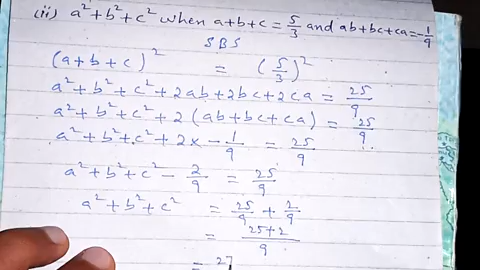 (ii) a² + b² + c² when a+b+c = 5/3 and ab+bc+ca = -1/9
SBS
(a+b+c)² = (5/3)²
a² + b² + c² + 2ab + 2bc + 2ca = 25/9
a² + b² + c² + 2(ab+bc+ca) = 25/9
a² + b² + c² + 2x - 1/9 = 25/9
a² + b² + c² - 2/9 = 25/9
a² + b² + c² = 25/9 + 2/9
= 25+2/9
= 27